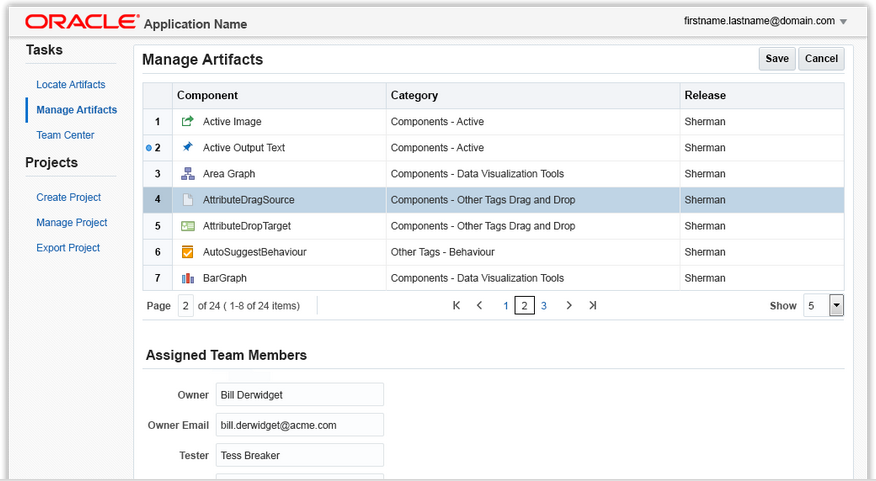 ORACLE® Application Name
firstname.lastname@domain.com
Tasks
Locate Artifacts
Manage Artifacts
Team Center
Projects
Create Project
Manage Project
Export Project
Manage Artifacts
Save Cancel
Component Category Release
1 Active Image Components - Active Sherman
2 Active Output Text Components - Active Sherman
3 Area Graph Components - Data Visualization Tools Sherman
4 AttributeDragSource Components - Other Tags Drag and Drop Sherman
5 AttributeDropTarget Components - Other Tags Drag and Drop Sherman
6 AutoSuggestBehaviour Other Tags - Behaviour Sherman
7 BarGraph Components - Data Visualization Tools Sherman
Page 2 of 24 ( 1-8 of 24 items) 1 2 3 Show 5
Assigned Team Members
Owner Bill Derwidget
Owner Email bill.derwidget@acme.com
Tester Tess Breaker